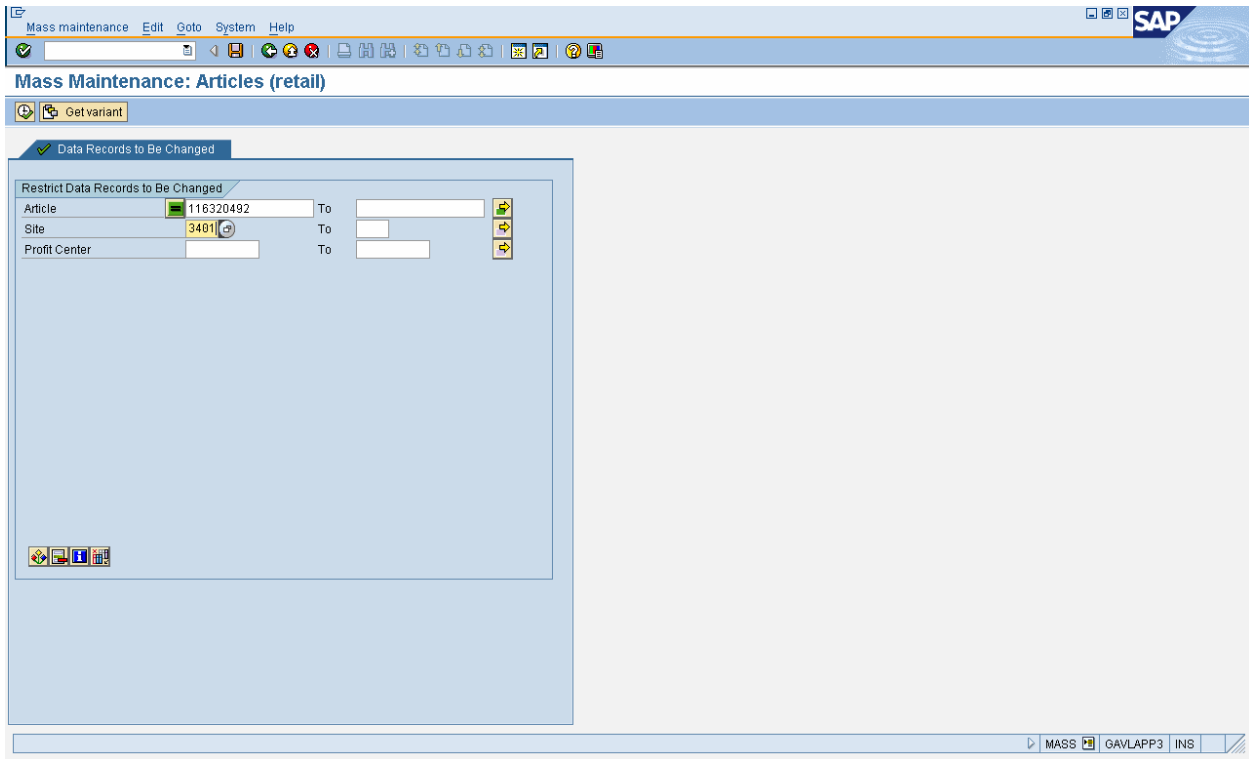 Mass maintenance Edit Goto System Help
SAP
Mass Maintenance: Articles (retail)
Get variant
Data Records to Be Changed
Restrict Data Records to Be Changed
Article 116320492 To
Site 3401 To
Profit Center To
MASS GAVLAPP3 INS